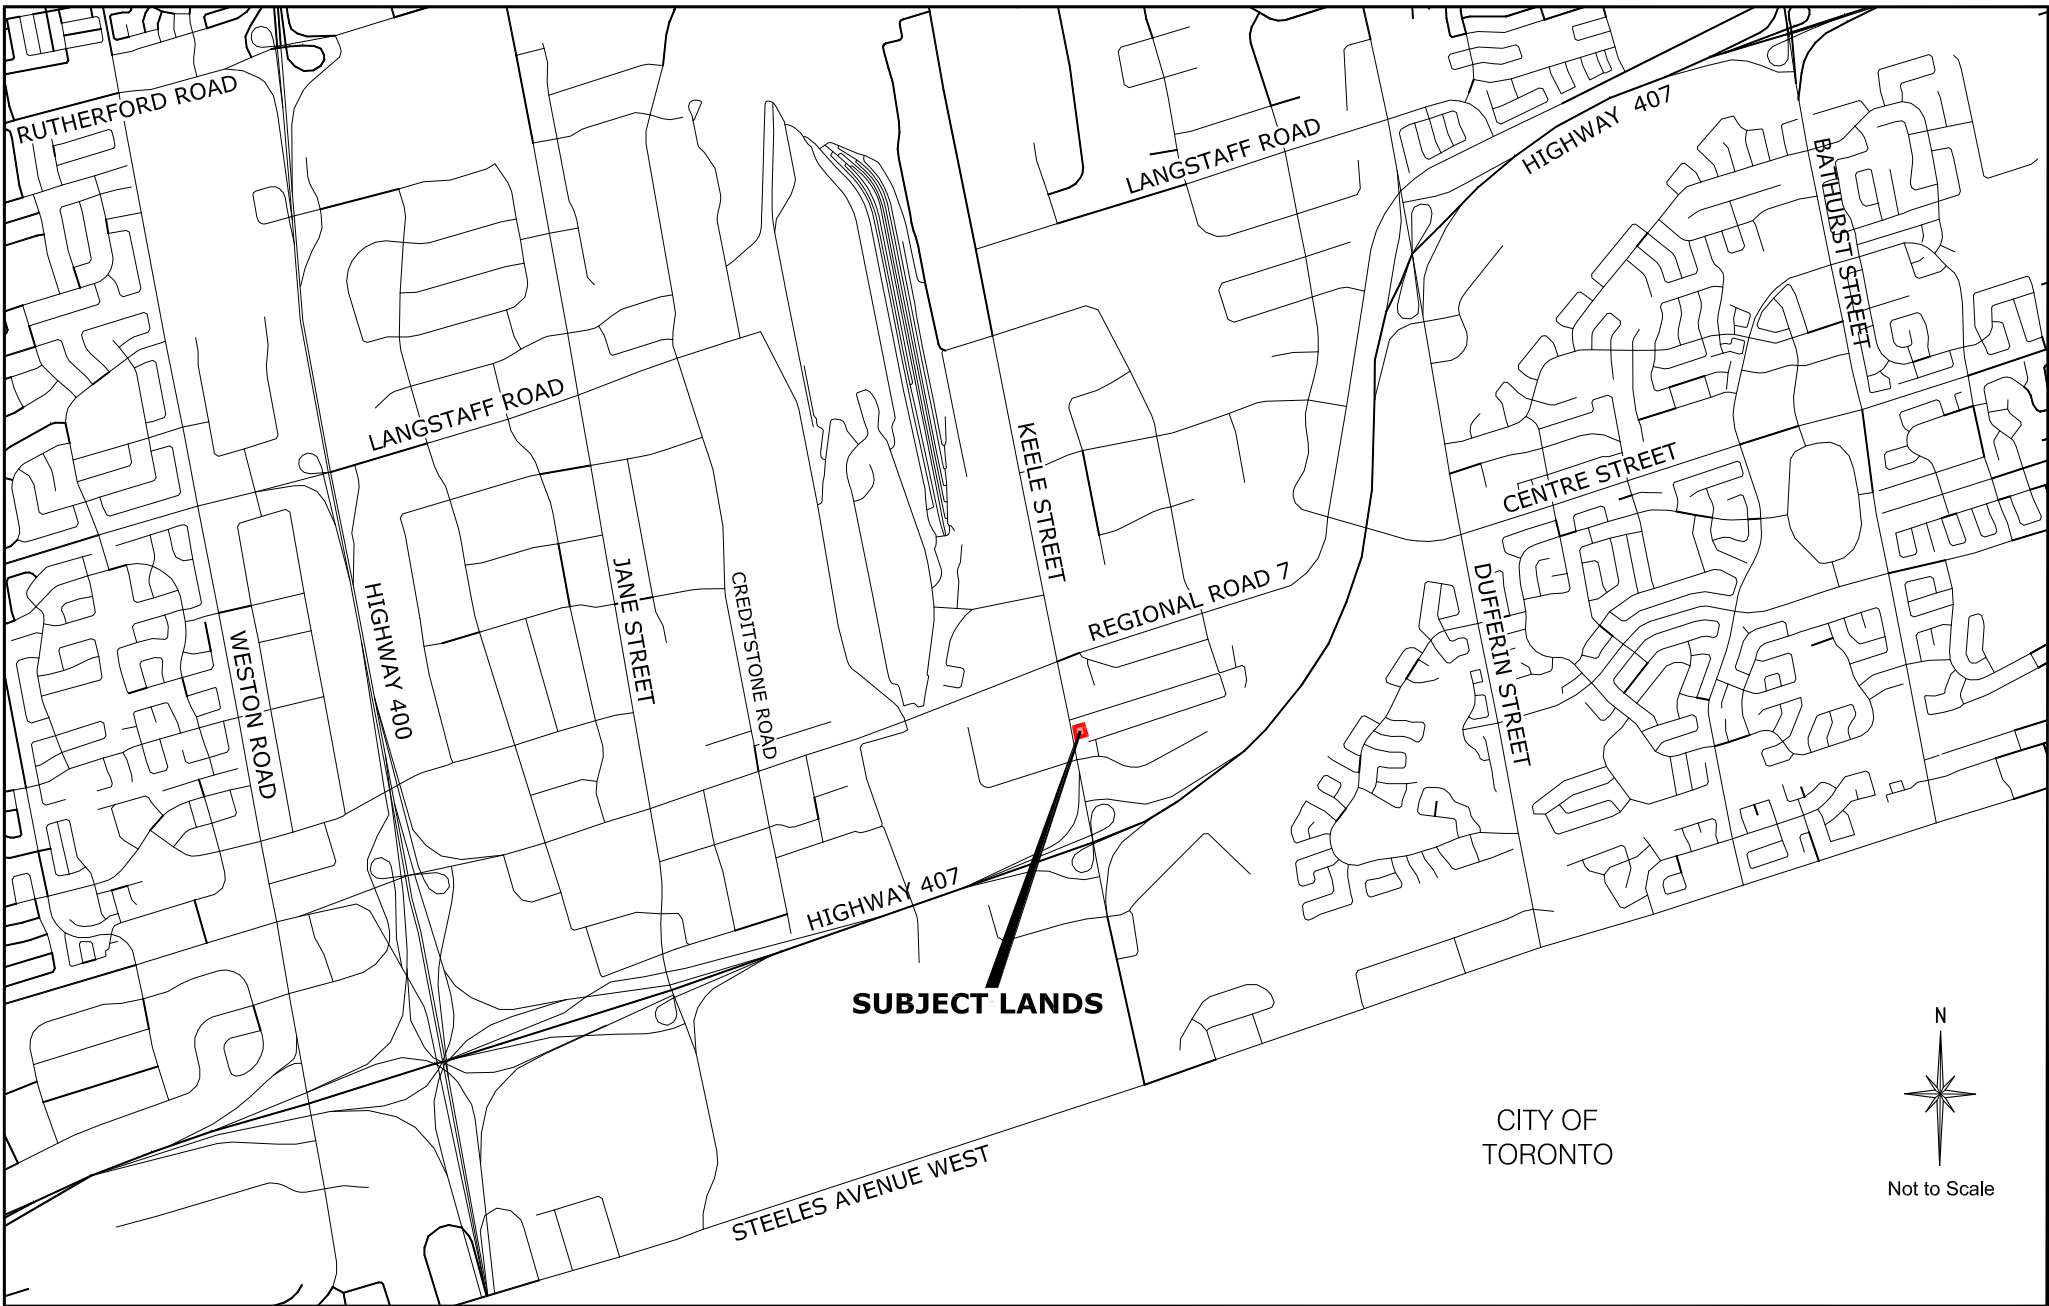 RUTHERFORD ROAD
HIGHWAY 407
LANGSTAFF ROAD
BATHURST STREET
LANGSTAFF ROAD
KEELE STREET
CENTRE STREET
HIGHWAY 400
JANE STREET
CREDITSTONE ROAD
REGIONAL ROAD 7
DUFFERIN STREET
WESTON ROAD
HIGHWAY 407
SUBJECT LANDS
N
CITY OF
TORONTO
STEELES AVENUE WEST
Not to Scale